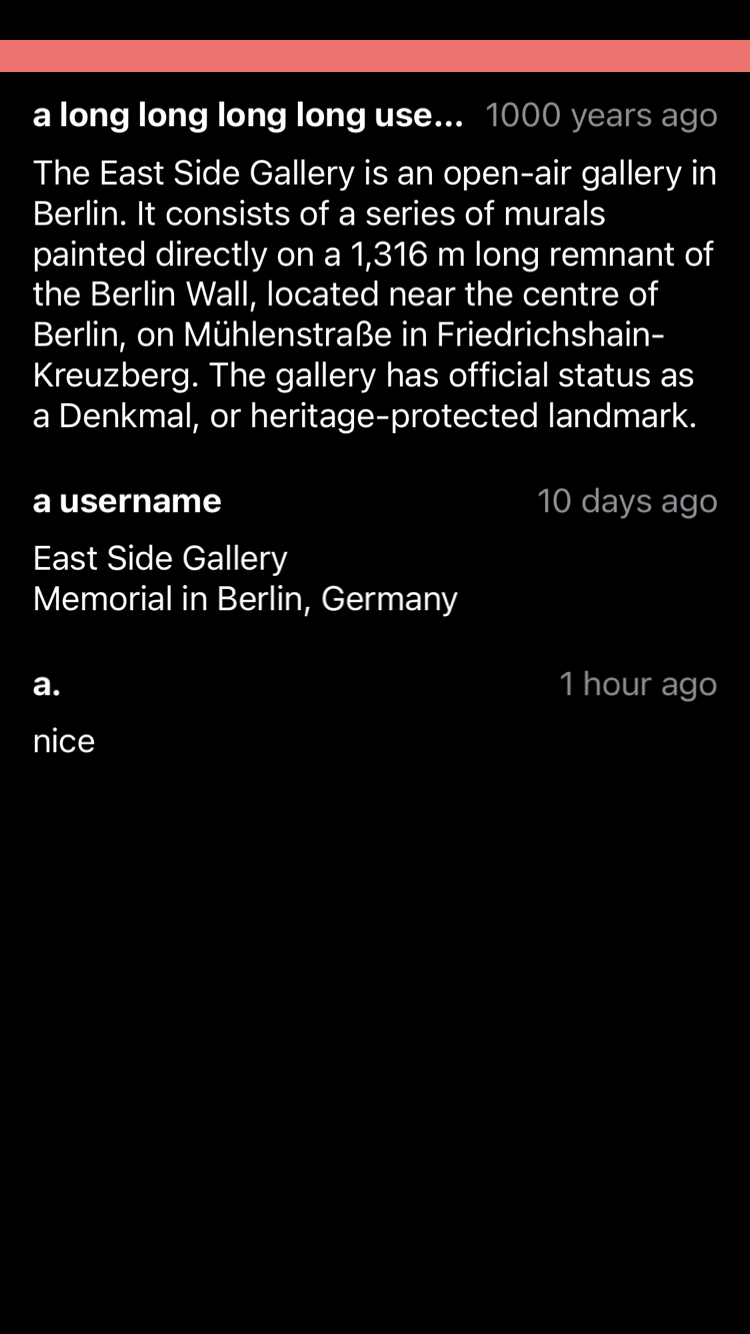 a long long long long use... 1000 years ago
The East Side Gallery is an open-air gallery in
Berlin. It consists of a series of murals
painted directly on a 1,316 m long remnant of
the Berlin Wall, located near the centre of
Berlin, on Mühlenstraße in Friedrichshain-
Kreuzberg. The gallery has official status as
a Denkmal, or heritage-protected landmark.
a username 10 days ago
East Side Gallery
Memorial in Berlin, Germany
a. 1 hour ago
nice